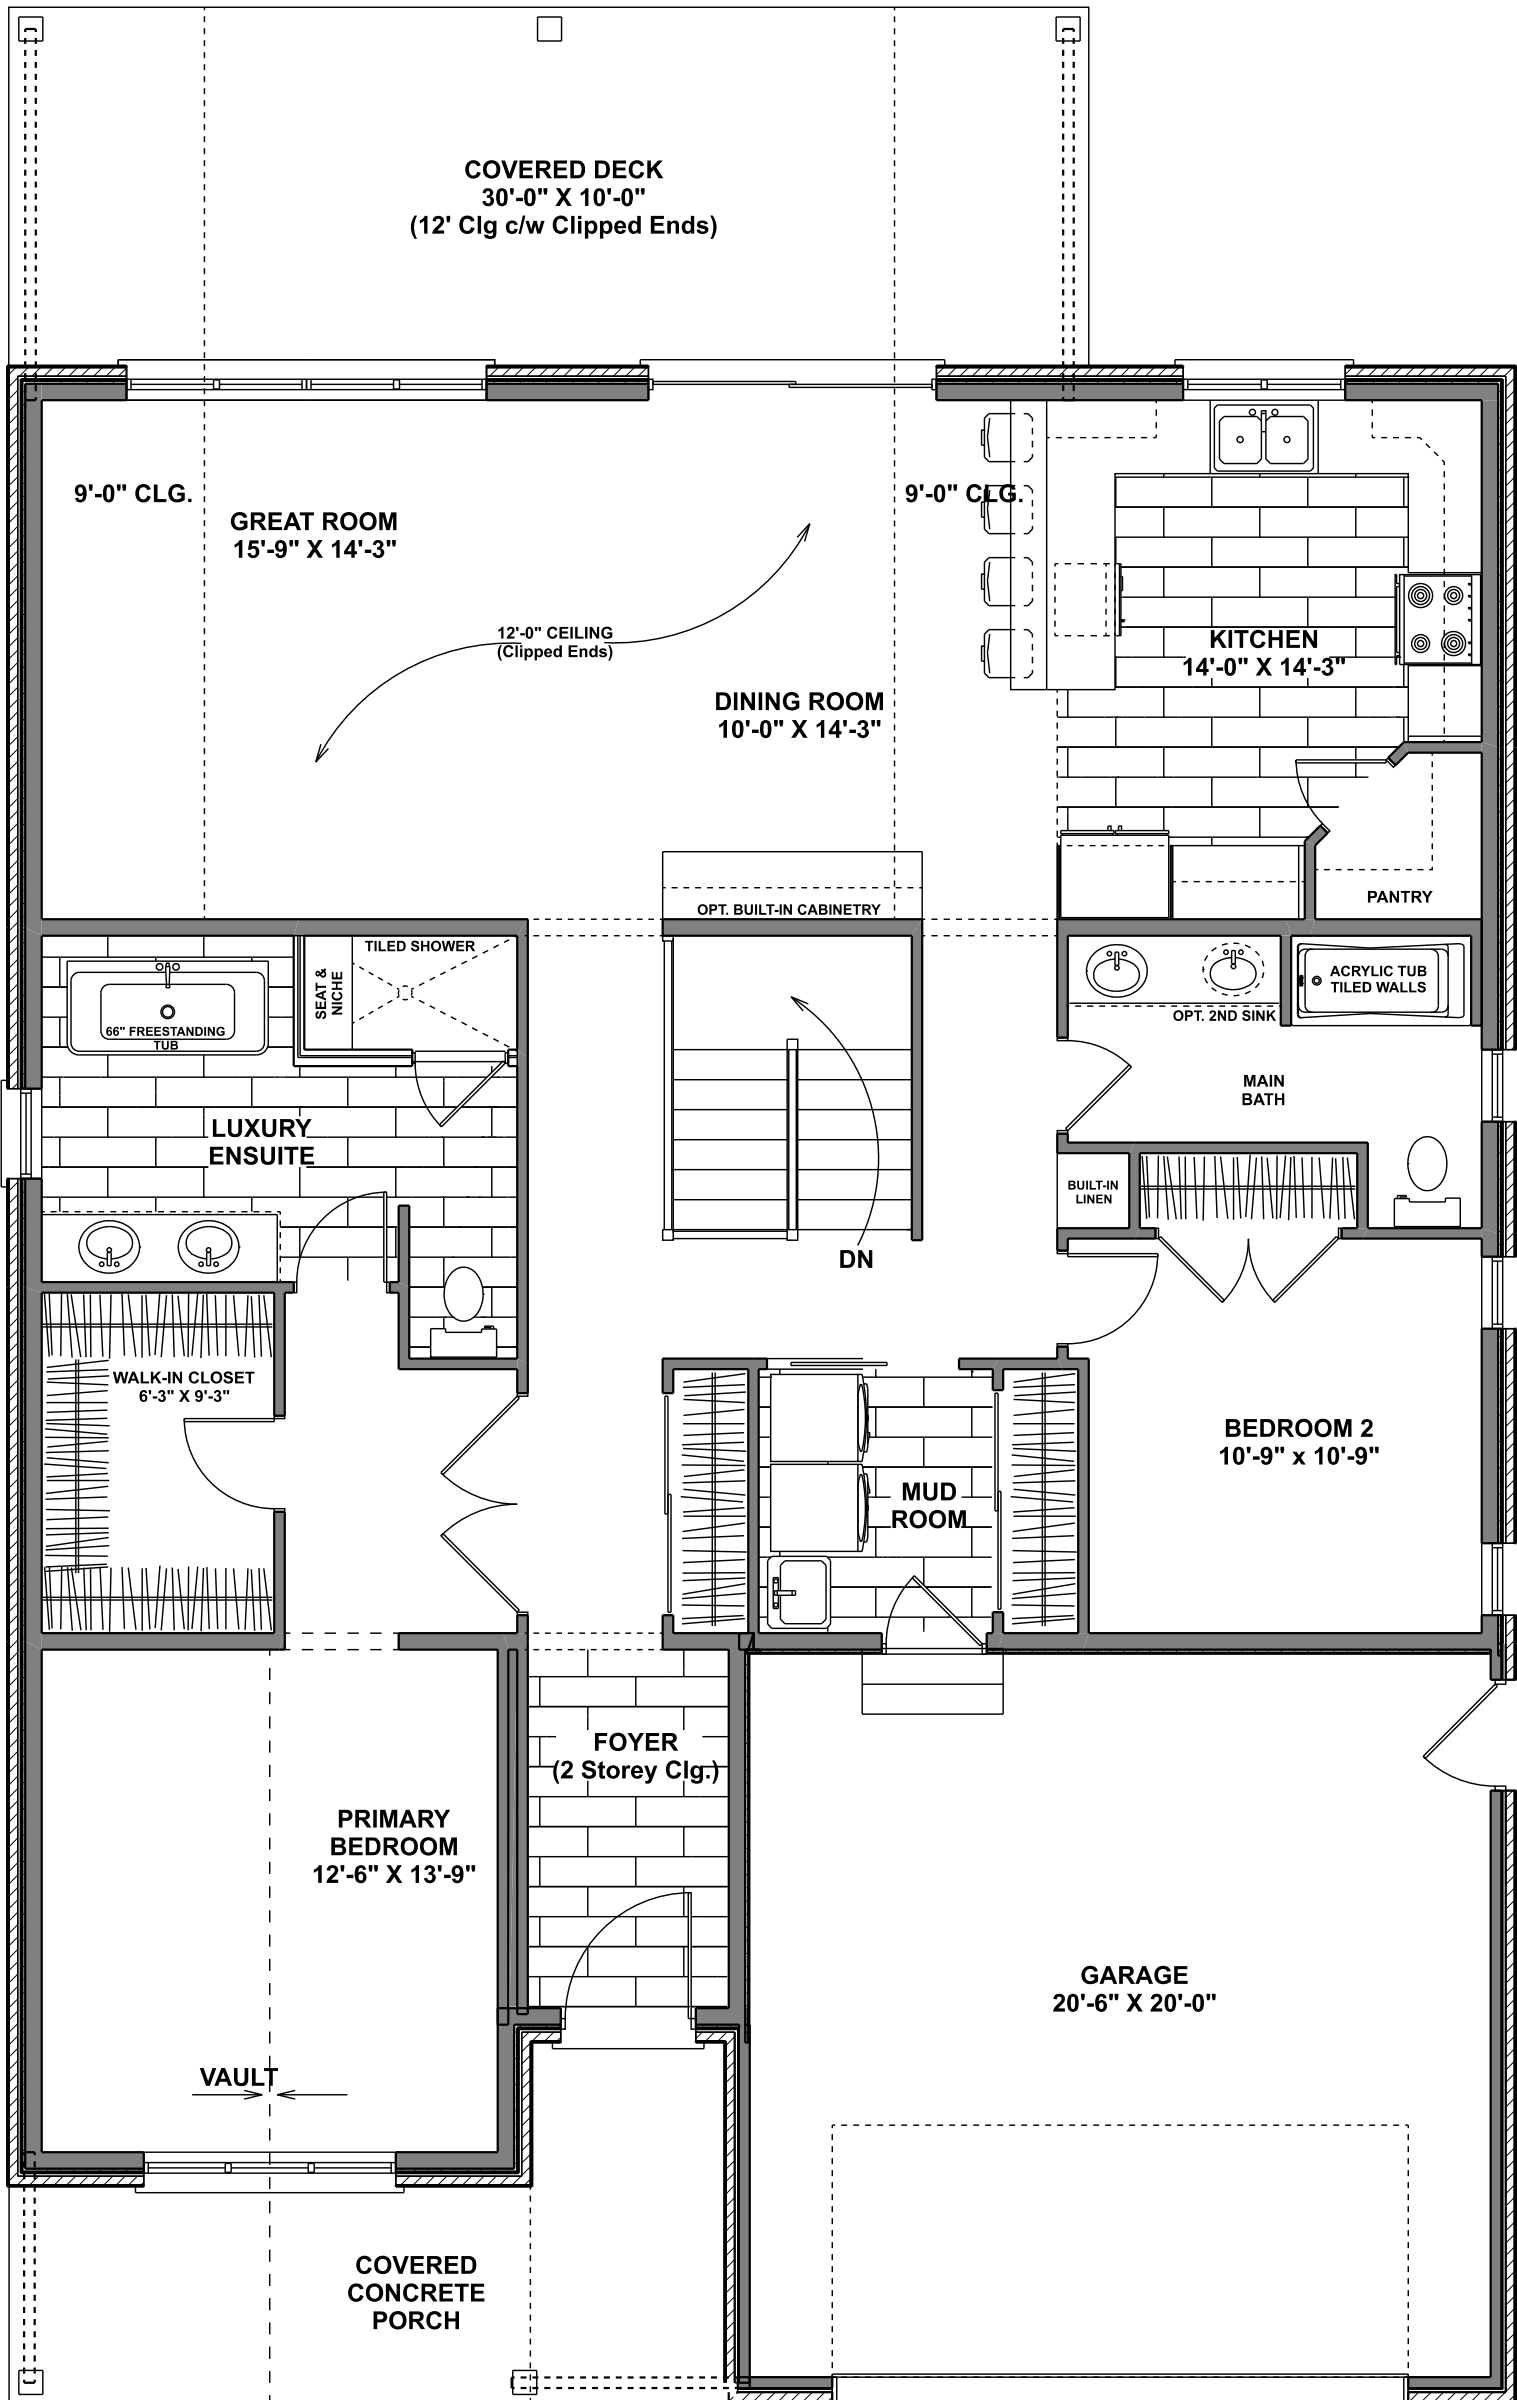 COVERED DECK
30'-0" X 10'-0"
(12' Clg c/w Clipped Ends)
9'-0" CLG.
9'-0" CLG.
GREAT ROOM
15'-9" X 14'-3"
12'-0" CEILING
(Clipped Ends)
KITCHEN
14'-0" X 14'-3"
DINING ROOM
10'-0" X 14'-3"
PANTRY
OPT. BUILT-IN CABINETRY
TILED SHOWER
SEAT &
NICHE
66" FREESTANDING
TUB
ACRYLIC TUB
TILED WALLS
OPT. 2ND SINK
MAIN
BATH
LUXURY
ENSUITE
BUILT-IN
LINEN
DN
WALK-IN CLOSET
6'-3" X 9'-3"
BEDROOM 2
10'-9" x 10'-9"
MUD
ROOM
FOYER
(2 Storey Clg.)
PRIMARY
BEDROOM
12'-6" X 13'-9"
GARAGE
20'-6" X 20'-0"
VAULT
COVERED
CONCRETE
PORCH